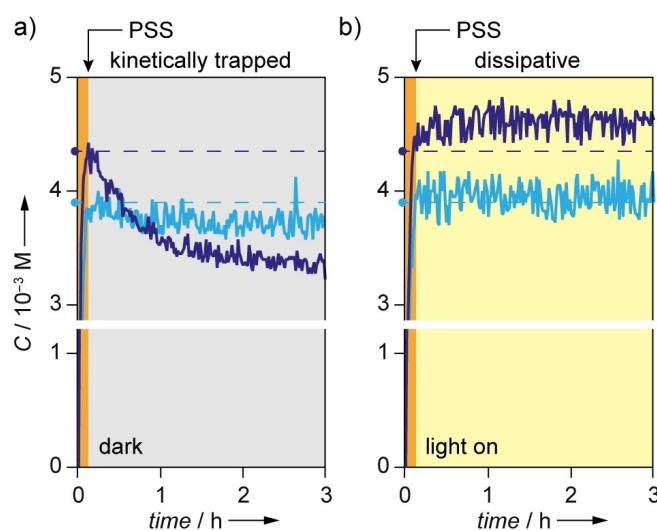 a)
PSS
kinetically trapped
b)
PSS
dissipative
5
4
3
1
0
C / 10⁻³ M
dark
0
1
2
3
time / h
5
4
3
1
0
light on
0
1
2
3
time / h